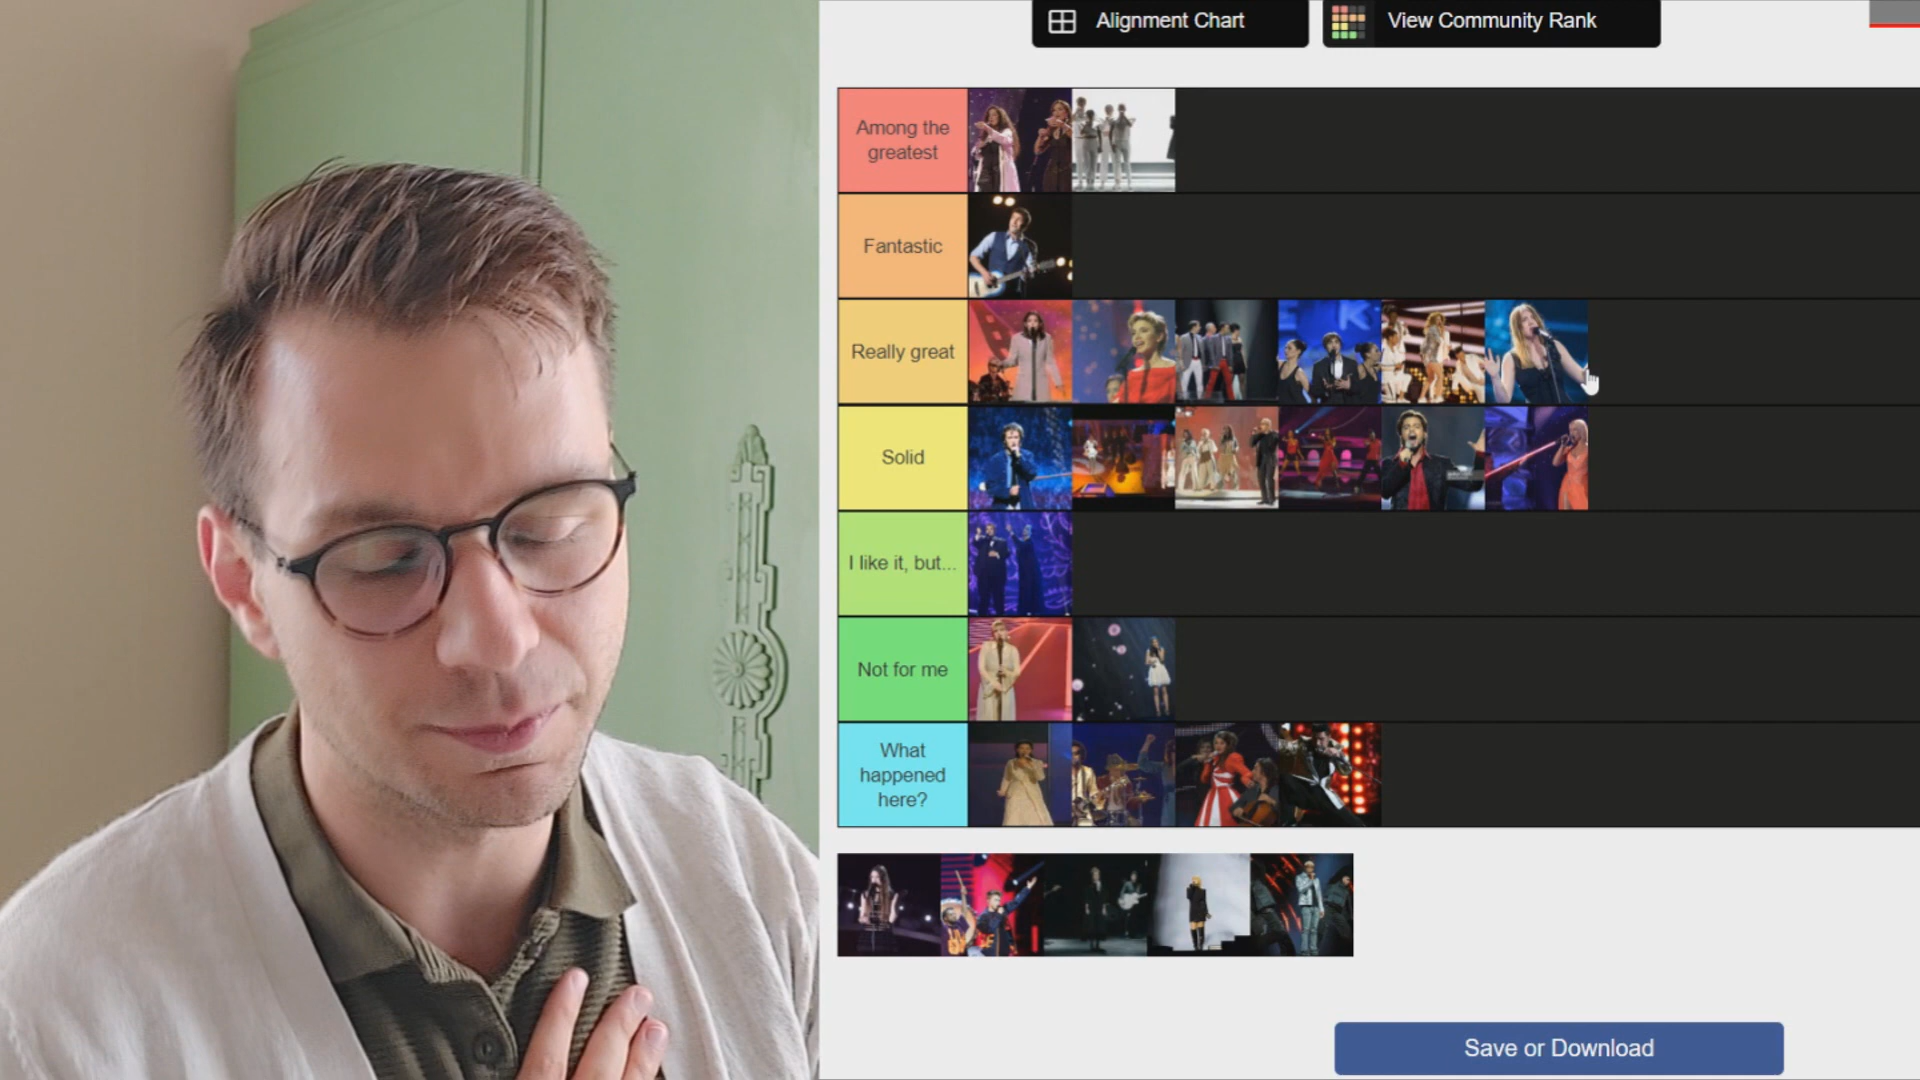 Alignment Chart
View Community Rank
Among the
greatest
Fantastic
Really great
Solid
I like it, but...
Not for me
What
happened
here?
Save or Download